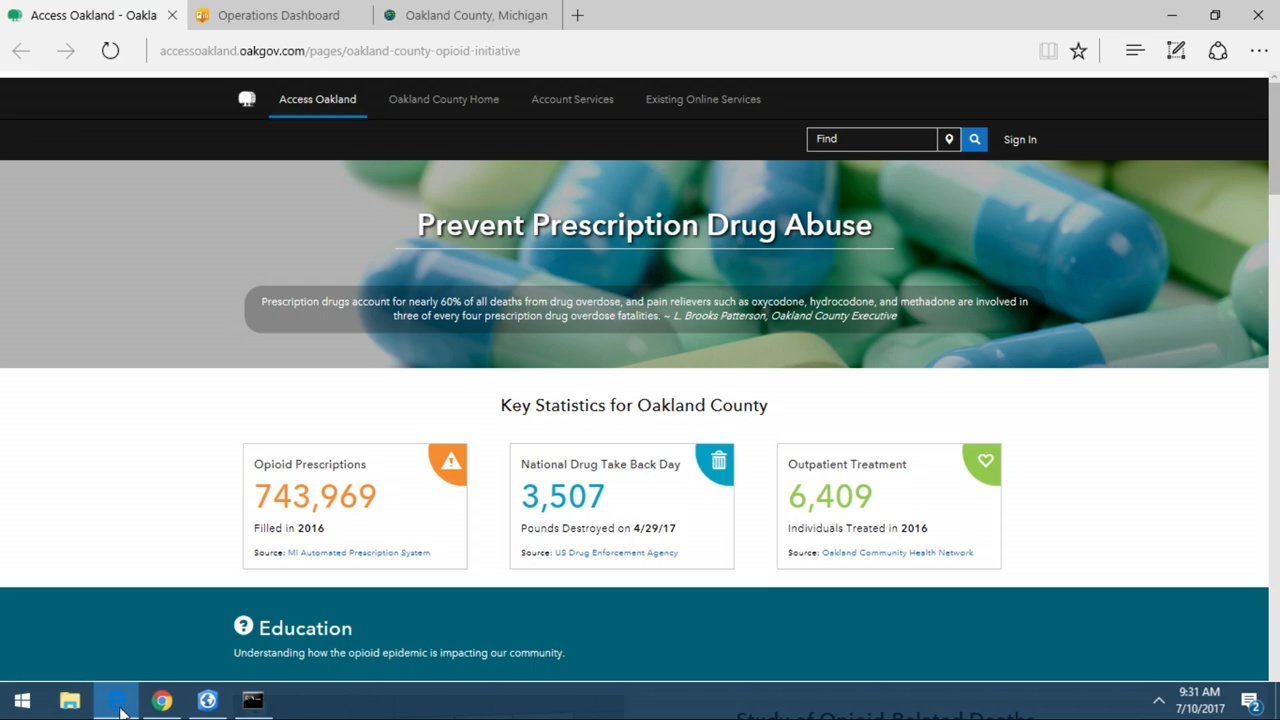 Access Oakland - Oakla
Operations Dashboard
Oakland County, Michigan
accessoakland.oakgov.com/pages/oakland-county-opioid-initiative
Access Oakland
Oakland County Home
Account Services
Existing Online Services
Find
Sign In
Prevent Prescription Drug Abuse
Prescription drugs account for nearly 60% of all deaths from drug overdose, and pain relievers such as oxycodone, hydrocodone, and methadone are involved in
three of every four prescription drug overdose fatalities. ~ L. Brooks Patterson, Oakland County Executive
Key Statistics for Oakland County
Opioid Prescriptions
743,969
Filled in 2016
Source: MI Automated Prescription System
National Drug Take Back Day
3,507
Pounds Destroyed on 4/29/17
Source: US Drug Enforcement Agency
Outpatient Treatment
6,409
Individuals Treated in 2016
Source: Oakland Community Health Network
Education
Understanding how the opioid epidemic is impacting our community.
Study of Opioid-Related Deaths
9:31 AM
7/10/2017
2